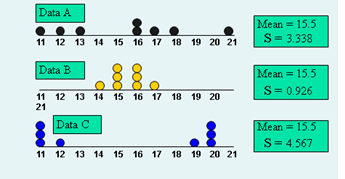 Data A
11 12 13 14 15 16 17 18 19 20 21
Mean = 15.5
S = 3.338
Data B
11 12 13 14 15 16 17 18 19 20 21
Mean = 15.5
S = 0.926
Data C
11 12 13 14 15 16 17 18 19 20 21
Mean = 15.5
S = 4.567